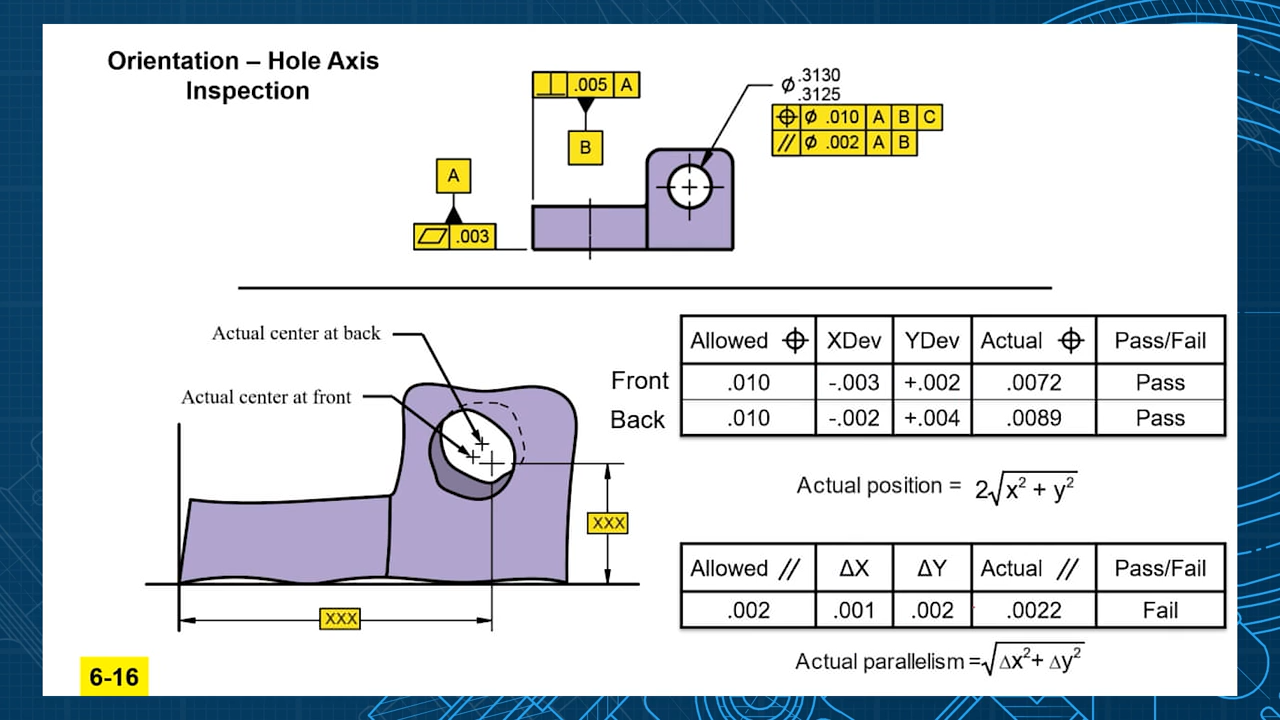 Orientation – Hole Axis
Inspection
⟂ .005 A
B
A
⏥ .003
⌀ .3130
.3125
⌖ ⌀ .010 A B C
// ⌀ .002 A B
Actual center at back
Actual center at front
XXX
XXX
Allowed ⌖ XDev YDev Actual ⌖ Pass/Fail
Front .010 -.003 +.002 .0072 Pass
Back .010 -.002 +.004 .0089 Pass
Actual position = 2√x² + y²
Allowed // ΔX ΔY Actual // Pass/Fail
.002 .001 .002 .0022 Fail
Actual parallelism =√Δx²+ Δy²
6-16